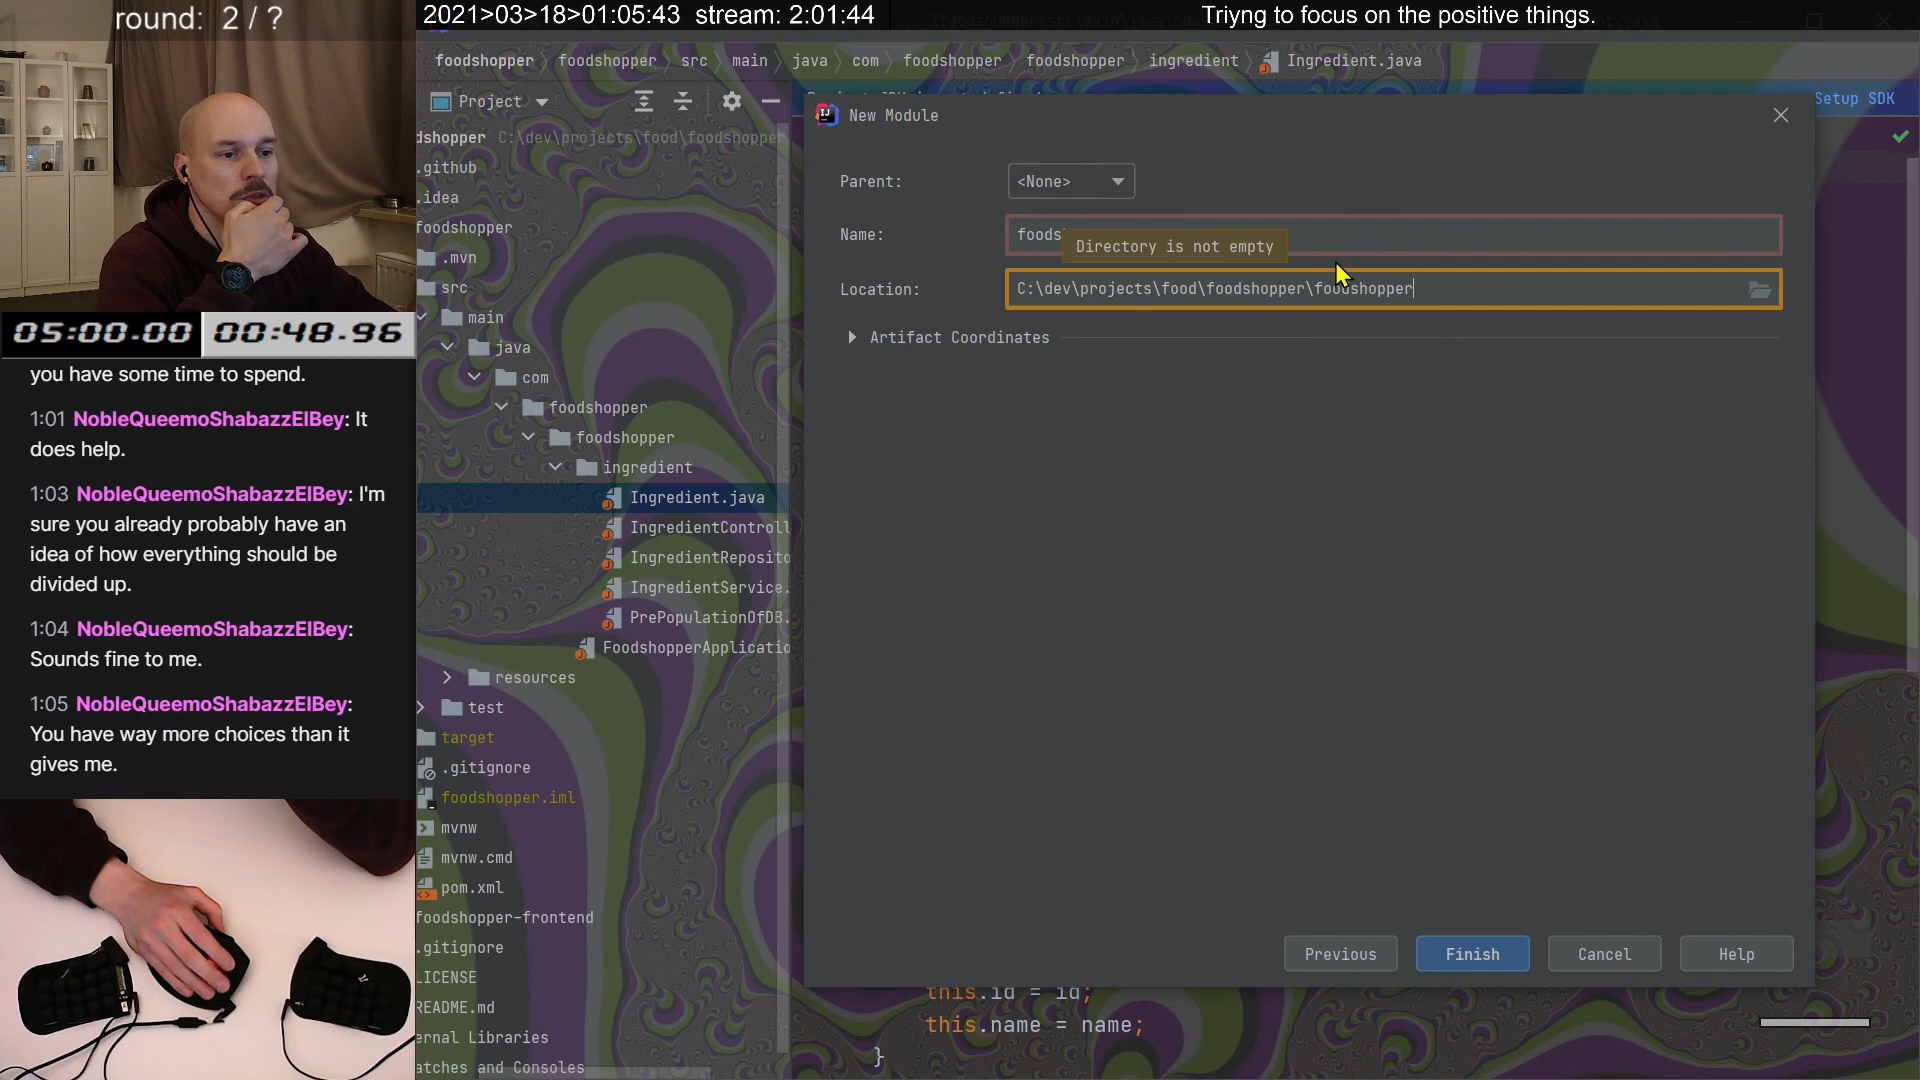 round: 2 / ?
2021>03>18>01:05:43 stream: 2:01:44
Triyng to focus on the positive things.
foodshopper
foodshopper
src
main
java
com
foodshopper
foodshopper
ingredient
Ingredient.java
Project
Setup SDK
dshopper C:\dev\projects\food\foodshopper
.github
.idea
foodshopper
.mvn
src
main
java
com
foodshopper
foodshopper
ingredient
Ingredient.java
IngredientControll
IngredientReposito
IngredientService.
PrePopulationOfDB.
FoodshopperApplicatio
resources
test
target
.gitignore
foodshopper.iml
mvnw
mvnw.cmd
pom.xml
foodshopper-frontend
.gitignore
LICENSE
README.md
ernal Libraries
atches and Consoles
New Module
Parent:
<None>
Name:
foods
Directory is not empty
Location:
C:\dev\projects\food\foodshopper\foodshopper
Artifact Coordinates
Previous
Finish
Cancel
Help
this.id = id;
this.name = name;
}
05:00.00
00:48.96
you have some time to spend.
1:01 NobleQueemoShabazzElBey: It
does help.
1:03 NobleQueemoShabazzElBey: I'm
sure you already probably have an
idea of how everything should be
divided up.
1:04 NobleQueemoShabazzElBey:
Sounds fine to me.
1:05 NobleQueemoShabazzElBey:
You have way more choices than it
gives me.